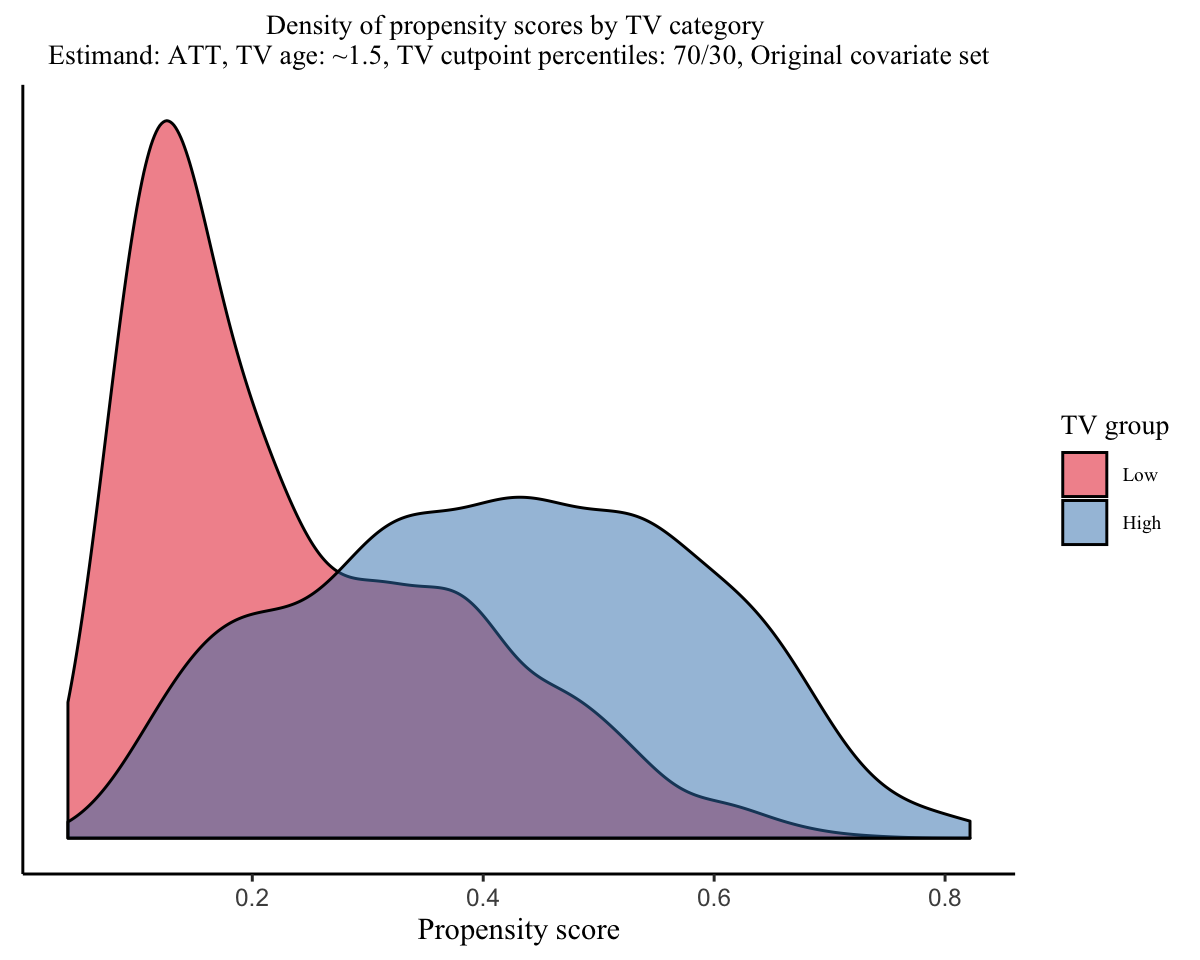 Density of propensity scores by TV category
Estimand: ATT, TV age: ~1.5, TV cutpoint percentiles: 70/30, Original covariate set
TV group
Low
High
0.2
0.4
0.6
0.8
Propensity score